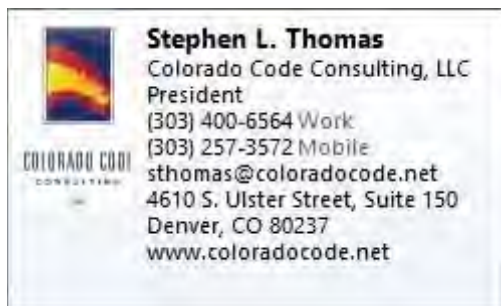 Stephen L. Thomas
Colorado Code Consulting, LLC
President
(303) 400-6564 Work
(303) 257-3572 Mobile
sthomas@coloradocode.net
4610 S. Ulster Street, Suite 150
Denver, CO 80237
www.coloradocode.net
COLORADO CODE
CONSULTING